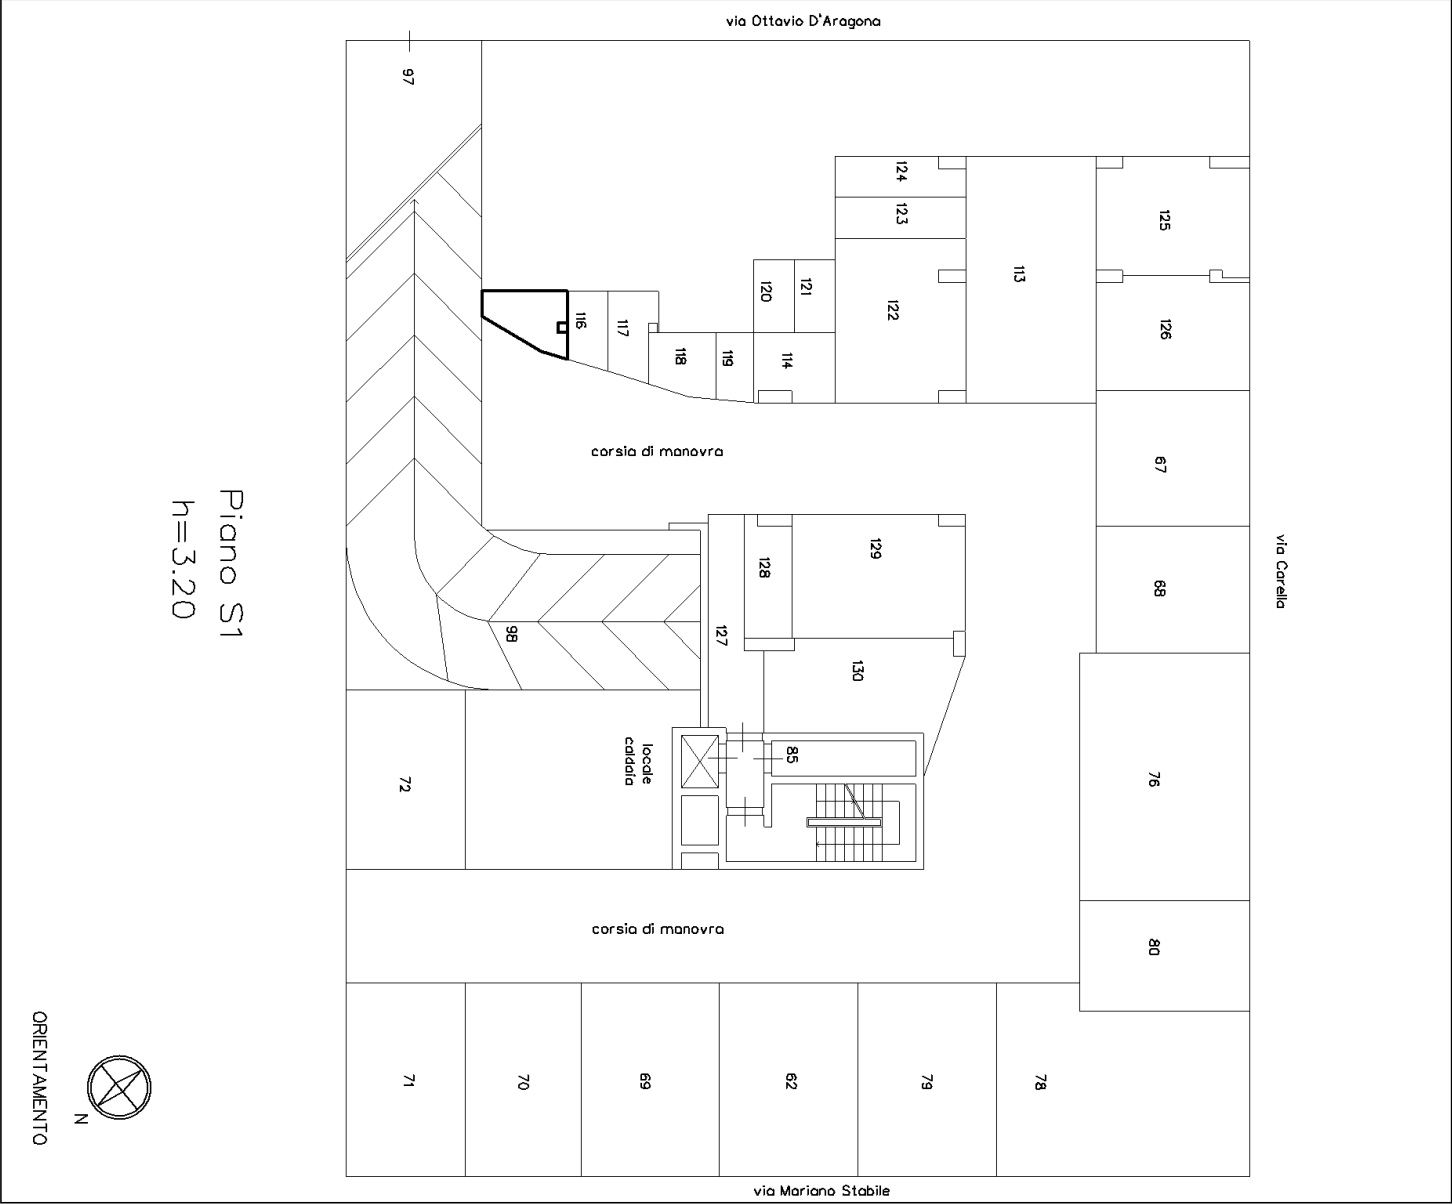 via Ottavio D'Aragona
97
124
123
125
113
120
121
122
116
117
126
118
119
114
corsia di manovra
67
Piano S1
h=3.20
via Carella
129
128
68
98
127
130
locale
caldaia
85
72
76
corsia di manovra
80
ORIENTAMENTO
N
71
70
69
62
79
78
via Mariano Stabile